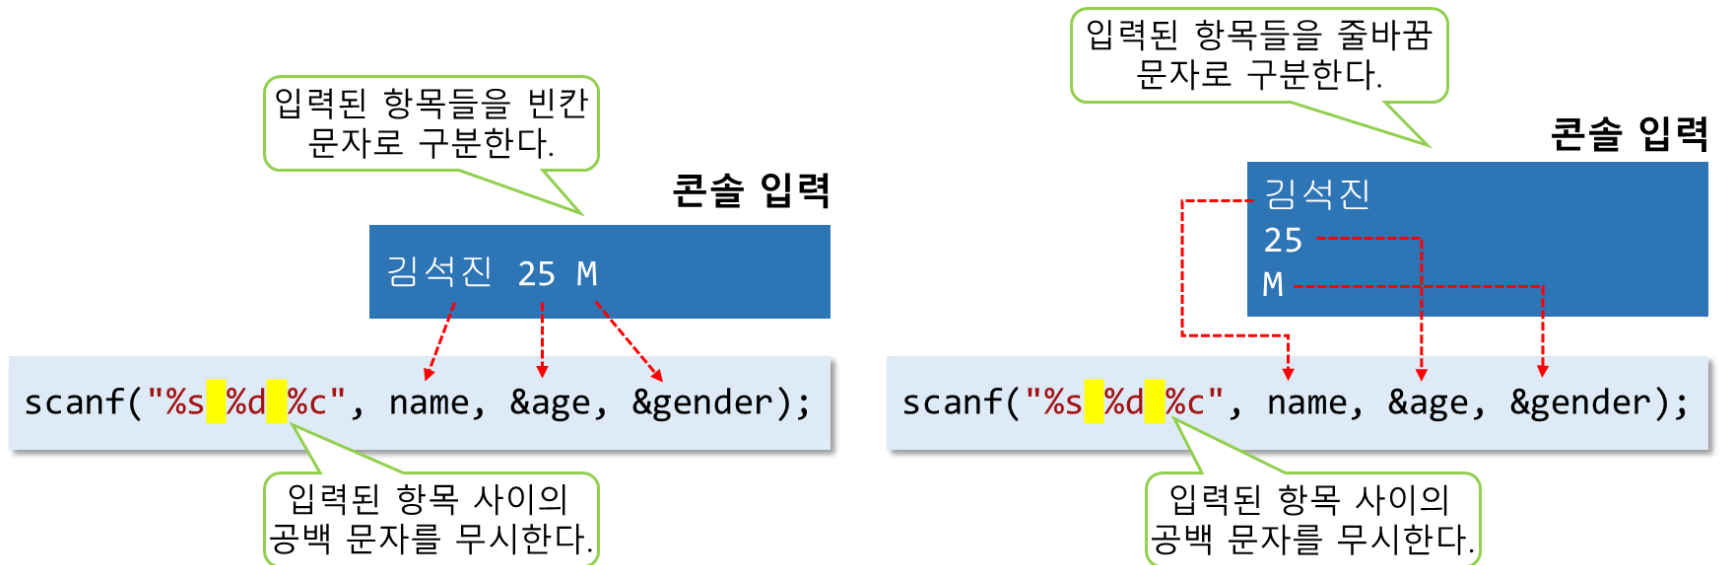 입력된 항목들을 빈칸
문자로 구분한다.
콘솔 입력
김석진 25 M
scanf("%s %d %c", name, &age, &gender);
입력된 항목 사이의
공백 문자를 무시한다.
입력된 항목들을 줄바꿈
문자로 구분한다.
콘솔 입력
김석진
25
M
scanf("%s %d %c", name, &age, &gender);
입력된 항목 사이의
공백 문자를 무시한다.